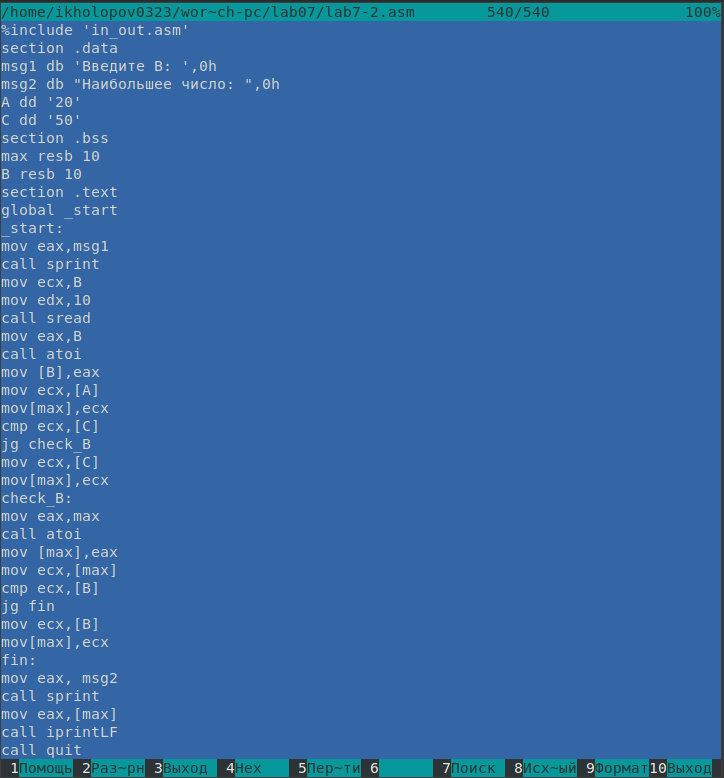 /home/ikholopov0323/wor~ch-pc/lab07/lab7-2.asm 540/540 100%
%include 'in_out.asm'
section .data
msg1 db 'Введите B: ',0h
msg2 db "Наибольшее число: ",0h
A dd '20'
C dd '50'
section .bss
max resb 10
B resb 10
section .text
global _start
_start:
mov eax,msg1
call sprint
mov ecx,B
mov edx,10
call sread
mov eax,B
call atoi
mov [B],eax
mov ecx,[A]
mov[max],ecx
cmp ecx,[C]
jg check_B
mov ecx,[C]
mov[max],ecx
check_B:
mov eax,max
call atoi
mov [max],eax
mov ecx,[max]
cmp ecx,[B]
jg fin
mov ecx,[B]
mov[max],ecx
fin:
mov eax, msg2
call sprint
mov eax,[max]
call iprintLF
call quit
1Помощь 2Раз~рн 3Выход 4Hex 5Пер~ти 6 7Поиск 8Исх~ый 9Формат 10Выход